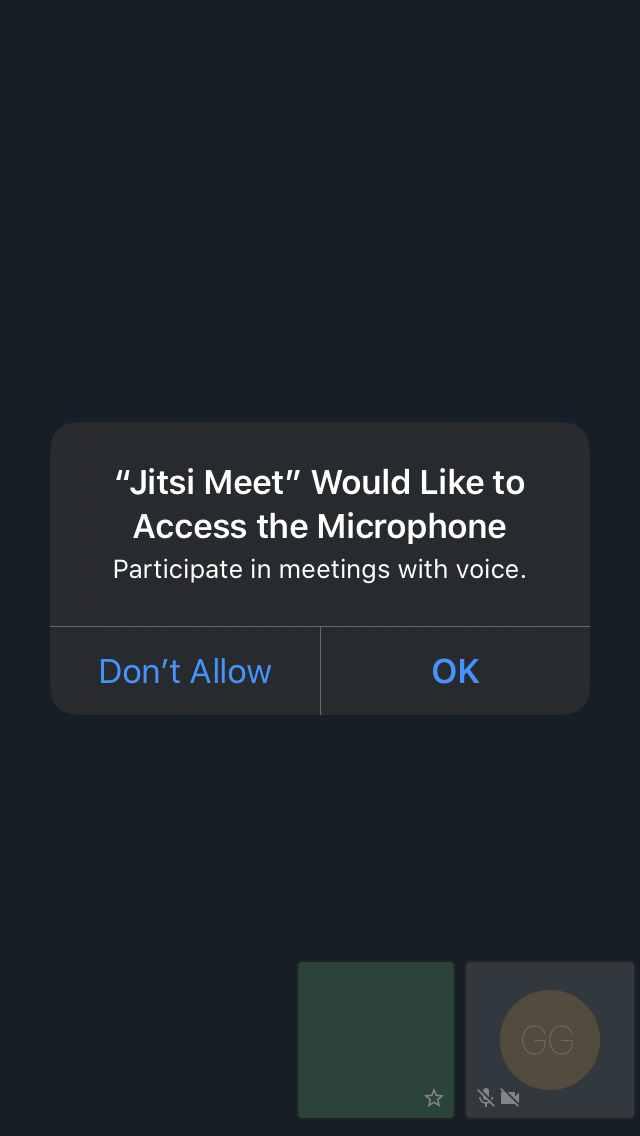 “Jitsi Meet” Would Like to
Access the Microphone
Participate in meetings with voice.
Don’t Allow
OK
GG